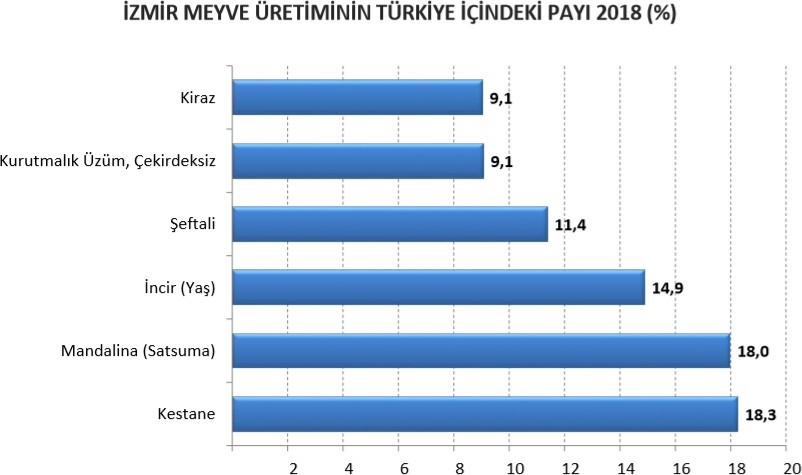 İZMİR MEYVE ÜRETİMİNİN TÜRKİYE İÇİNDEKİ PAYI 2018 (%)
Kiraz 9,1
Kurutmalık Üzüm, Çekirdeksiz 9,1
Şeftali 11,4
İncir (Yaş) 14,9
Mandalina (Satsuma) 18,0
Kestane 18,3
2 4 6 8 10 12 14 16 18 20